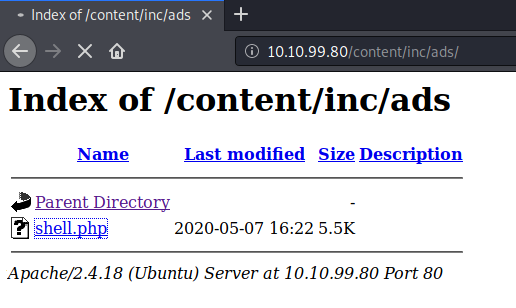 Index of /content/inc/ads
10.10.99.80/content/inc/ads/
Index of /content/inc/ads
Name Last modified Size Description
Parent Directory -
shell.php 2020-05-07 16:22 5.5K
Apache/2.4.18 (Ubuntu) Server at 10.10.99.80 Port 80